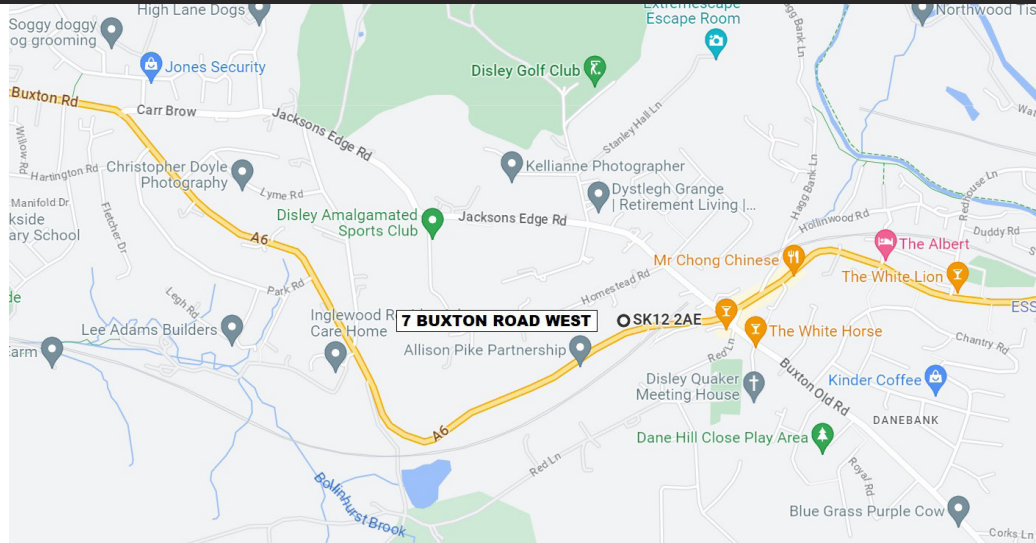 High Lane Dogs
Extremescape
Escape Room
Northwood Tis
Soggy doggy
og grooming
Jones Security
Disley Golf Club
Buxton Rd
Carr Brow
Jacksons Edge Rd
Stanley Hall Ln
Hagg Bank Ln
Willow Rd
Hartington Rd
Christopher Doyle
Photography
Kellianne Photographer
Dystlegh Grange
| Retirement Living |...
Lyme Rd
Manifold Dr
Fletcher Dr
kside
ary School
Disley Amalgamated
Sports Club
Jacksons Edge Rd
Hagg Bank Ln
Hollinwood Rd
Redhouse Ln
Duddy Rd
A6
Mr Chong Chinese
The Albert
The White Lion
Park Rd
Legh Rd
Homestead Rd
de
ESS
Inglewood R
Care Home
7 BUXTON ROAD WEST
SK12 2AE
Lee Adams Builders
Allison Pike Partnership
The White Horse
Red Ln
Chantry Rd
arm
Disley Quaker
Meeting House
Buxton Old Rd
Kinder Coffee
DANEBANK
A6
Dane Hill Close Play Area
Red Ln
Royal Rd
Bollinhurst Brook
Blue Grass Purple Cow
Corks Ln